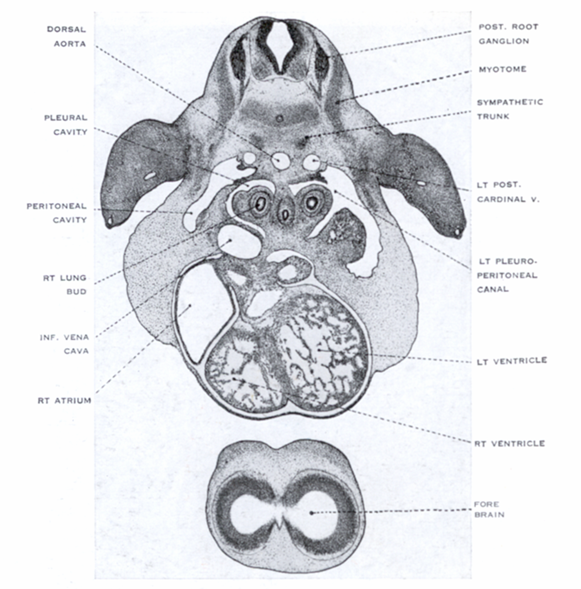 DORSAL
AORTA
PLEURAL
CAVITY
PERITONEAL
CAVITY
RT LUNG
BUD
INF. VENA
CAVA
RT ATRIUM
POST. ROOT
GANGLION
MYOTOME
SYMPATHETIC
TRUNK
LT POST.
CARDINAL V.
LT PLEURO-
PERITONEAL
CANAL
LT VENTRICLE
RT VENTRICLE
FORE
BRAIN